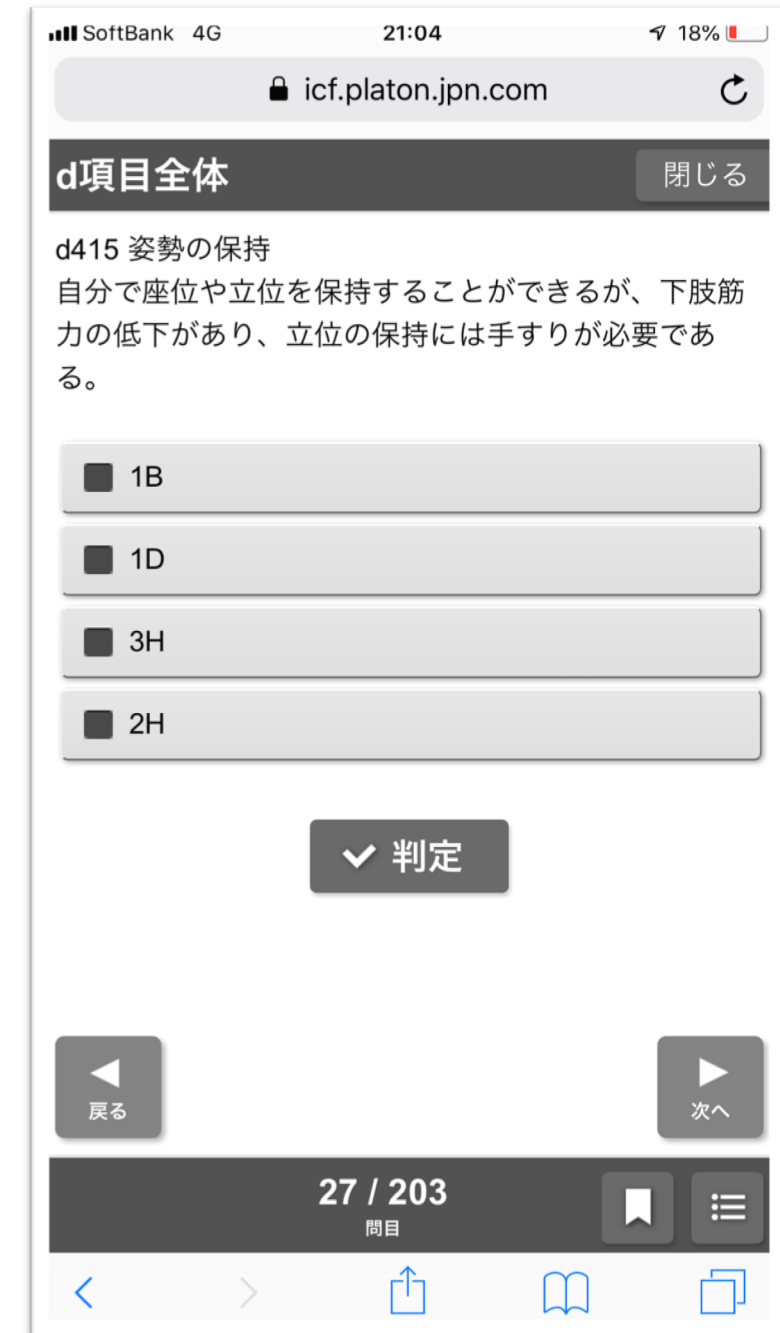 SoftBank 4G 21:04 18%
icf.platon.jpn.com
d項目全体 閉じる
d415 姿勢の保持
自分で座位や立位を保持することができるが、下肢筋
力の低下があり、立位の保持には手すりが必要であ
る。
1B
1D
3H
2H
判定
戻る 次へ
27 / 203
問目